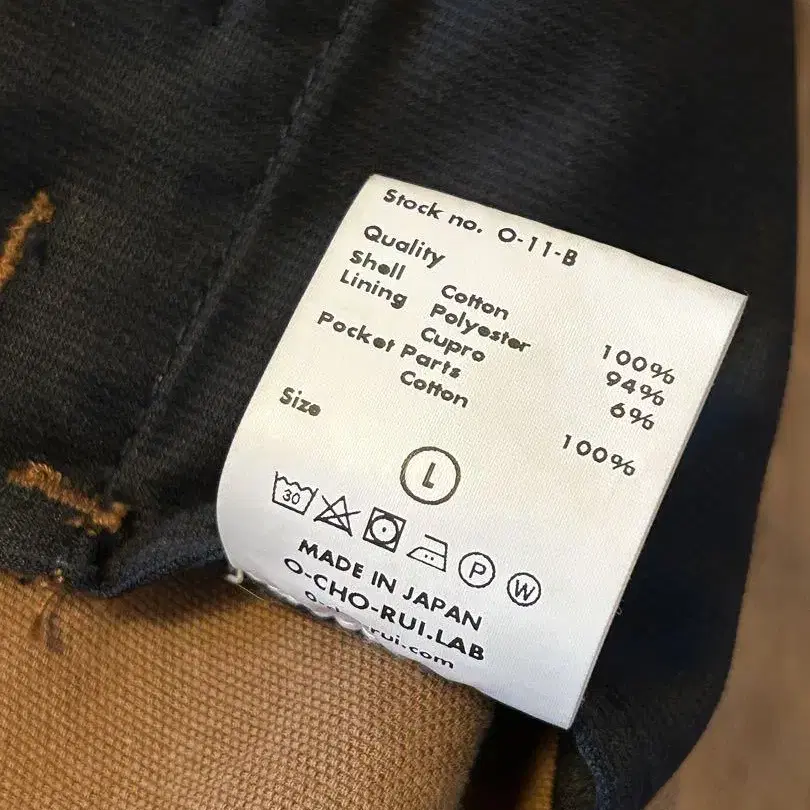 Stock no. O-11-B
Quality
Shell Cotton 100%
Lining Polyester 94%
Cupro 6%
Pocket Parts
Cotton 100%
Size
L
30
P W
MADE IN JAPAN
O-CHO-RUI.LAB
rui.com